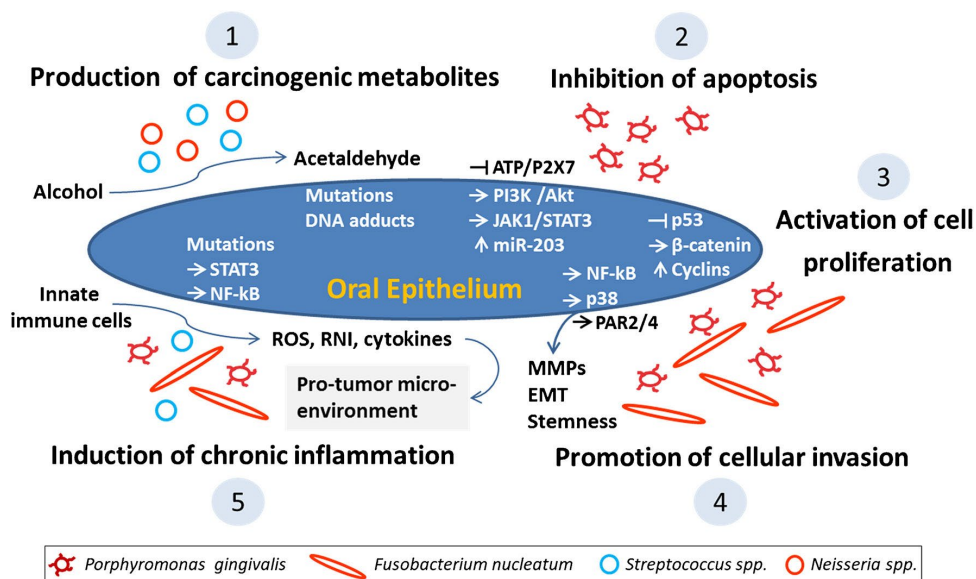 1
Production of carcinogenic metabolites
2
Inhibition of apoptosis
Alcohol
Acetaldehyde
Mutations
DNA adducts
⊣ ATP/P2X7
→ PI3K /Akt
→ JAK1/STAT3
↑ miR-203
3
Activation of cell
proliferation
⊣ p53
→ β-catenin
↑ Cyclins
Mutations
→ STAT3
→ NF-kB
Oral Epithelium
→ NF-kB
→ p38
→ PAR2/4
Innate
immune cells
ROS, RNI, cytokines
Pro-tumor micro-
environment
MMPs
EMT
Stemness
Induction of chronic inflammation
5
Promotion of cellular invasion
4
Porphyromonas gingivalis
Fusobacterium nucleatum
Streptococcus spp.
Neisseria spp.